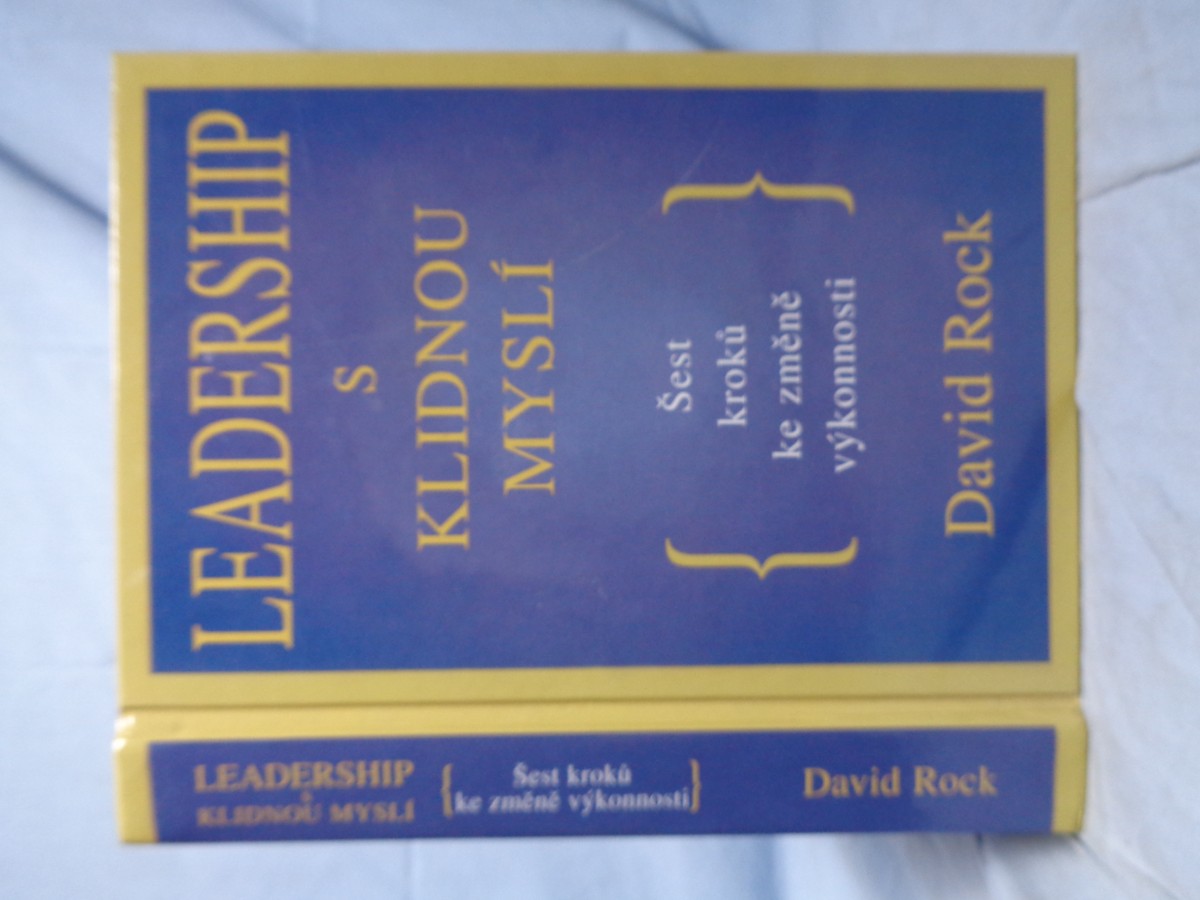 LEADERSHIP
S
KLIDNOU
MYSLÍ
{ Šest
kroků
ke změně
výkonnosti }
David Rock
LEADERSHIP
S
KLIDNOU MYSLÍ
{ Šest kroků
ke změně výkonnosti }
David Rock